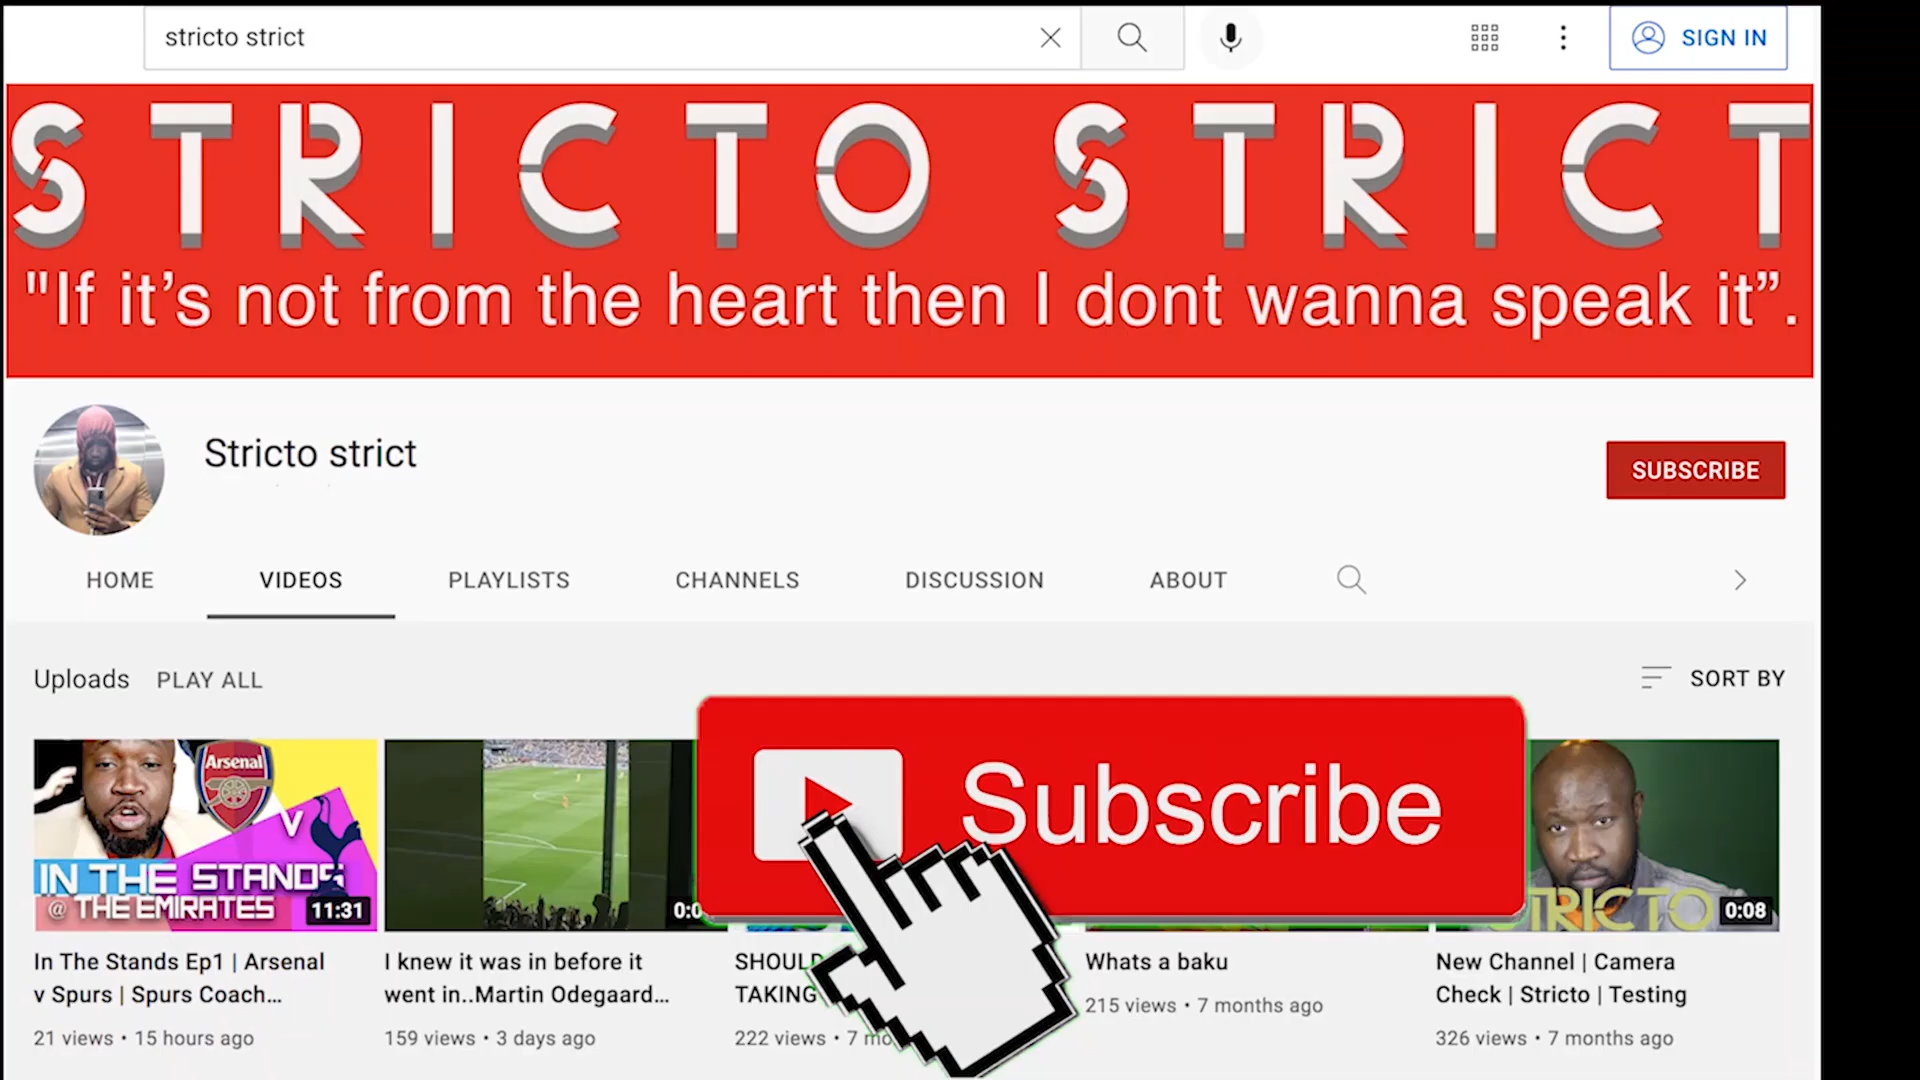 stricto strict
SIGN IN
STRICTO STRICT
"If it’s not from the heart then I dont wanna speak it”.
Stricto strict
SUBSCRIBE
HOME VIDEOS PLAYLISTS CHANNELS DISCUSSION ABOUT
Uploads PLAY ALL SORT BY
Subscribe
Arsenal
V
IN THE STANDS
@ THE EMIRATES
11:31
STRICTO
0:08
In The Stands Ep1 | Arsenal
v Spurs | Spurs Coach...
21 views • 15 hours ago
I knew it was in before it
went in..Martin Odegaard...
159 views • 3 days ago
SHOULD
TAKING
222 views • 7
Whats a baku
215 views • 7 months ago
New Channel | Camera
Check | Stricto | Testing
326 views • 7 months ago